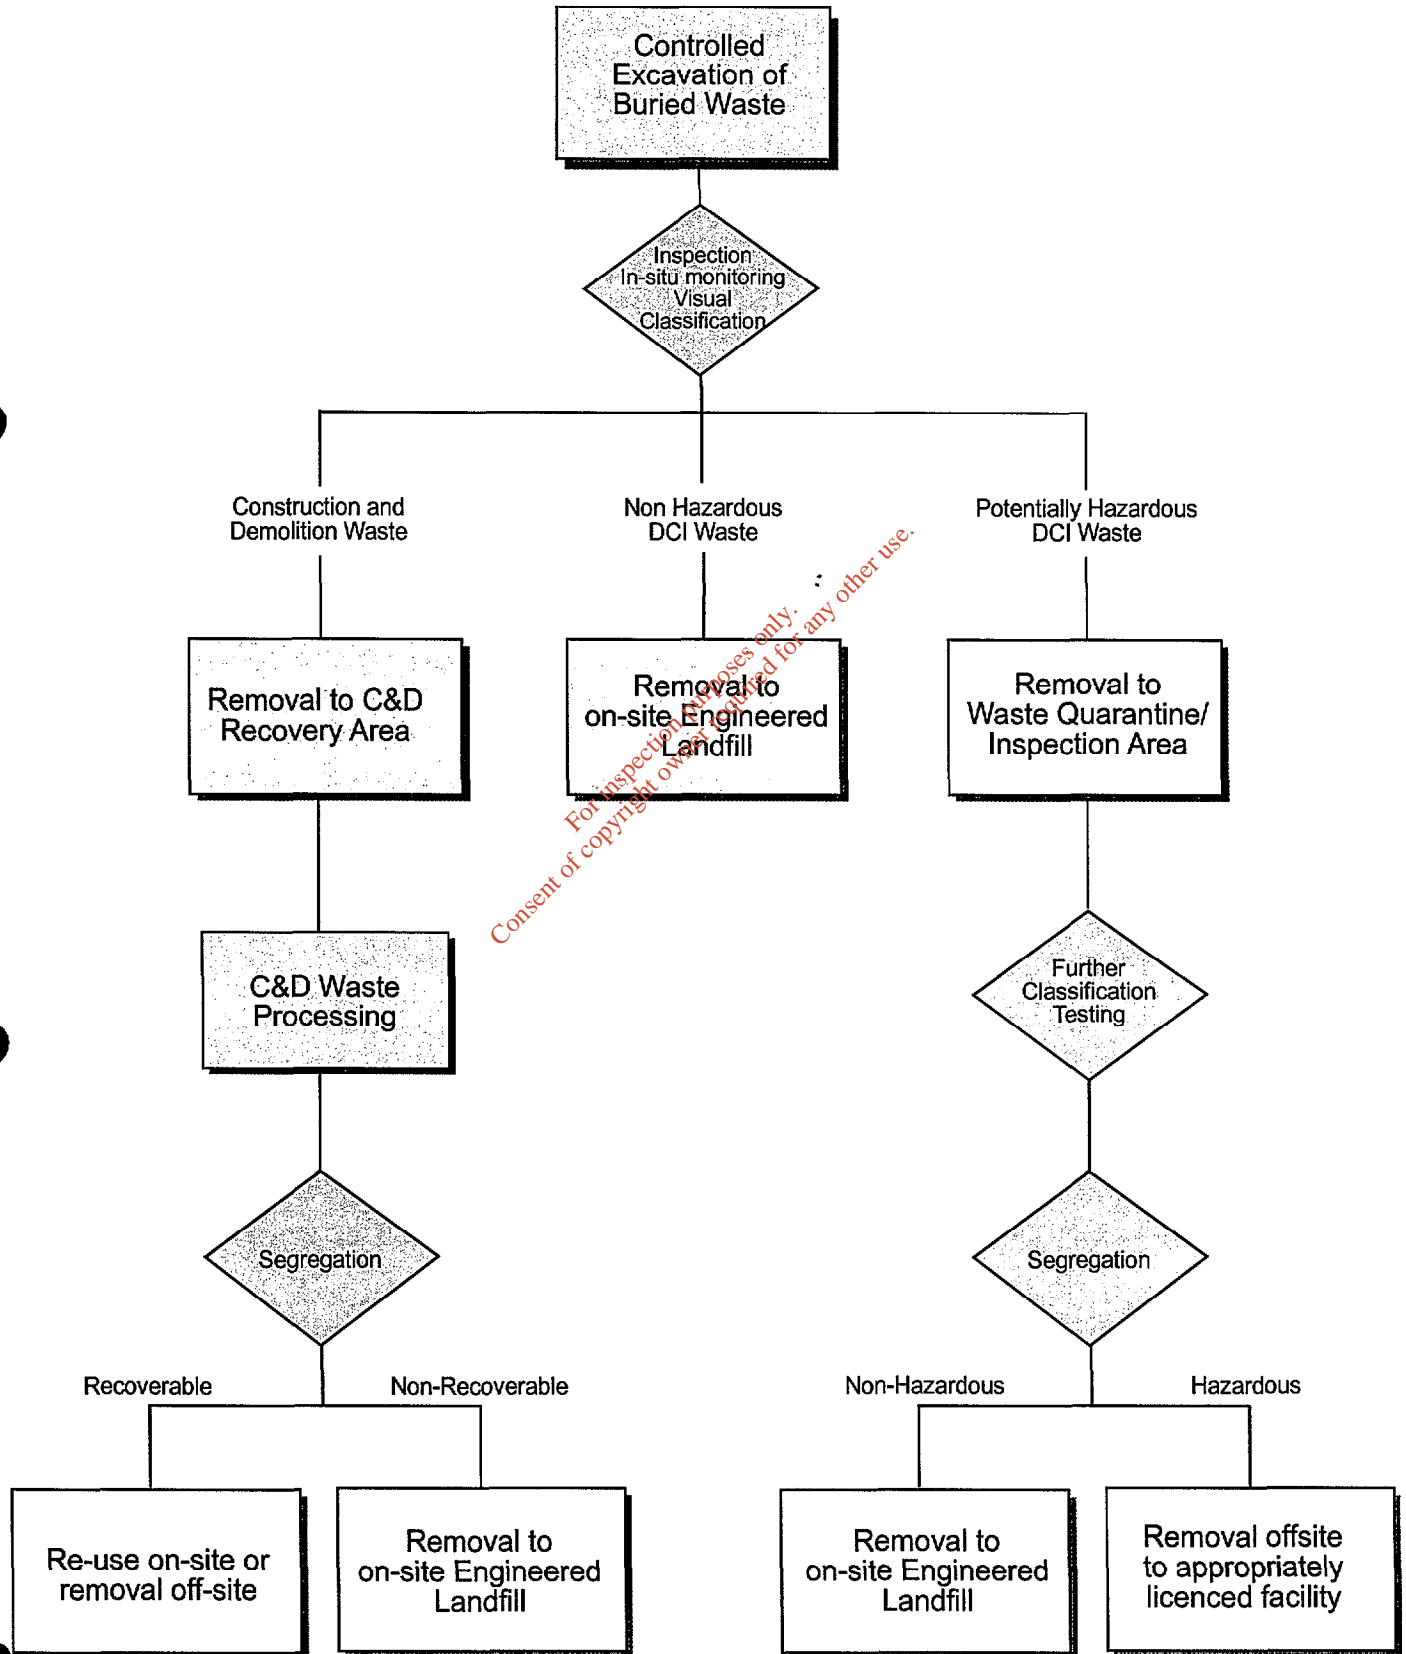 Controlled
Excavation of
Buried Waste
Inspection
In-situ monitoring
Visual
Classification
Construction and
Demolition Waste
Non Hazardous
DCI Waste
Potentially Hazardous
DCI Waste
Removal to C&D
Recovery Area
Removal to
on-site Engineered
Landfill
Removal to
Waste Quarantine/
Inspection Area
For inspection purposes only.
Consent of copyright owner required for any other use.
C&D Waste
Processing
Further
Classification
Testing
Segregation
Segregation
Recoverable
Non-Recoverable
Non-Hazardous
Hazardous
Re-use on-site or
removal off-site
Removal to
on-site Engineered
Landfill
Removal to
on-site Engineered
Landfill
Removal offsite
to appropriately
licenced facility